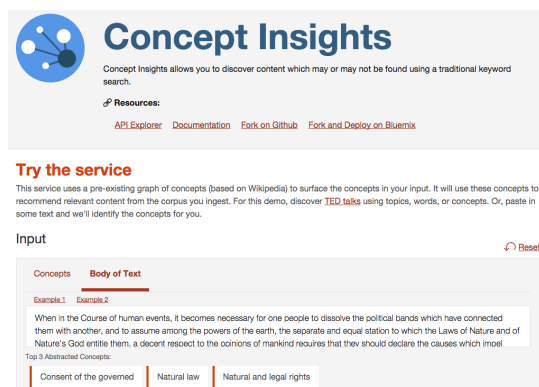 Concept Insights
Concept Insights allows you to discover content which may or may not be found using a traditional keyword
search.
Resources:
API Explorer Documentation Fork on Github Fork and Deploy on Bluemix
Try the service
This service uses a pre-existing graph of concepts (based on Wikipedia) to surface the concepts in your input. It will use these concepts to
recommend relevant content from the corpus you ingest. For this demo, discover TED talks using topics, words, or concepts. Or, paste in
some text and we'll identify the concepts for you.
Input
Reset
Concepts Body of Text
Example 1 Example 2
When in the Course of human events, it becomes necessary for one people to dissolve the political bands which have connected
them with another, and to assume among the powers of the earth, the separate and equal station to which the Laws of Nature and of
Nature's God entitle them, a decent respect to the opinions of mankind requires that they should declare the causes which impel
Top 3 Abstracted Concepts:
Consent of the governed Natural law Natural and legal rights